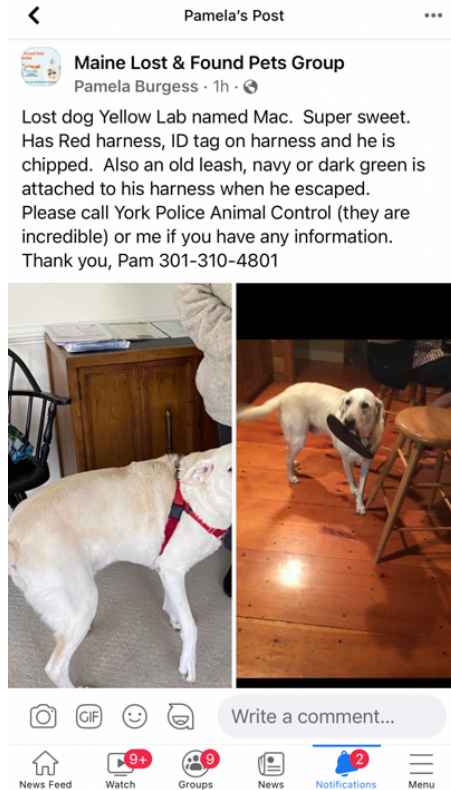 Pamela's Post
Maine Lost & Found Pets Group
Pamela Burgess · 1h ·
Lost dog Yellow Lab named Mac.  Super sweet.
Has Red harness, ID tag on harness and he is
chipped.  Also an old leash, navy or dark green is
attached to his harness when he escaped.
Please call York Police Animal Control (they are
incredible) or me if you have any information.
Thank you, Pam 301-310-4801
GIF
Write a comment...
9+
9
2
News Feed
Watch
Groups
News
Notifications
Menu